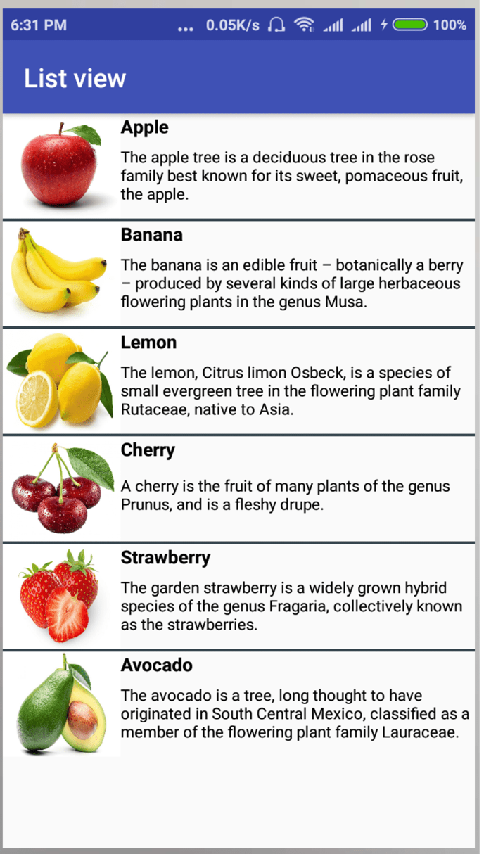 6:31 PM ... 0.05K/s 100%
List view
Apple
The apple tree is a deciduous tree in the rose
family best known for its sweet, pomaceous fruit,
the apple.
Banana
The banana is an edible fruit – botanically a berry
– produced by several kinds of large herbaceous
flowering plants in the genus Musa.
Lemon
The lemon, Citrus limon Osbeck, is a species of
small evergreen tree in the flowering plant family
Rutaceae, native to Asia.
Cherry
A cherry is the fruit of many plants of the genus
Prunus, and is a fleshy drupe.
Strawberry
The garden strawberry is a widely grown hybrid
species of the genus Fragaria, collectively known
as the strawberries.
Avocado
The avocado is a tree, long thought to have
originated in South Central Mexico, classified as a
member of the flowering plant family Lauraceae.